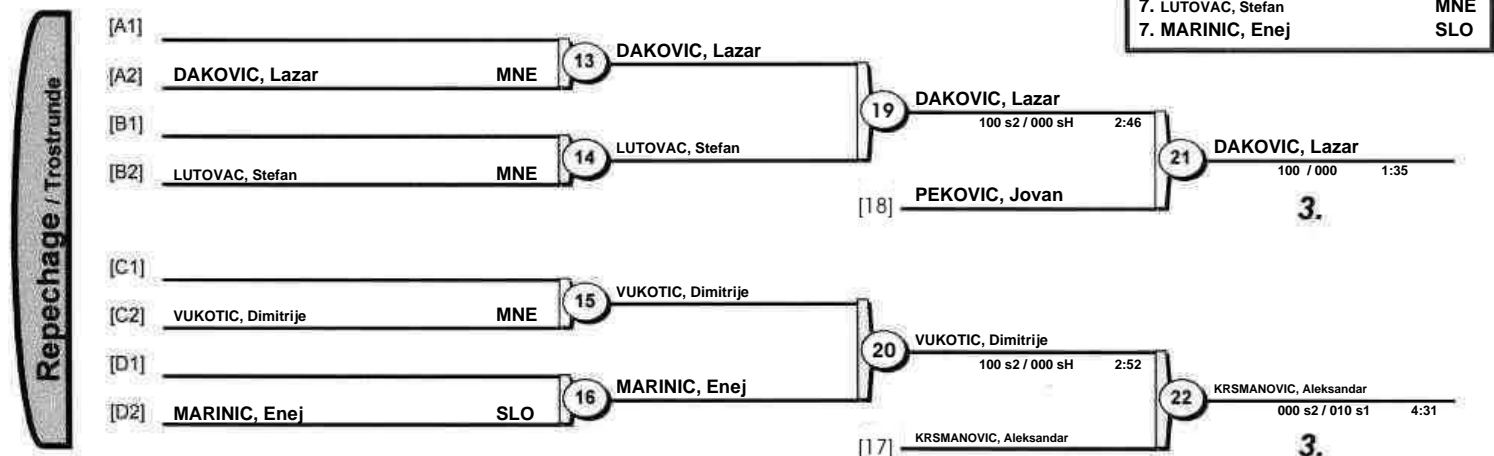 7. LUTOVAC, Stefan MNE
7. MARINIC, Enej SLO
Repechage / Trostrunde
[A1]
13 DAKOVIC, Lazar
[A2] DAKOVIC, Lazar MNE
19 DAKOVIC, Lazar
100 s2 / 000 sH 2:46
[B1]
14 LUTOVAC, Stefan
[B2] LUTOVAC, Stefan MNE
21 DAKOVIC, Lazar
100 / 000 1:35
[18] PEKOVIC, Jovan
3.
[C1]
15 VUKOTIC, Dimitrije
[C2] VUKOTIC, Dimitrije MNE
20 VUKOTIC, Dimitrije
100 s2 / 000 sH 2:52
[D1]
16 MARINIC, Enej
[D2] MARINIC, Enej SLO
22 KRSMANOVIC, Aleksandar
000 s2 / 010 s1 4:31
[17] KRSMANOVIC, Aleksandar
3.